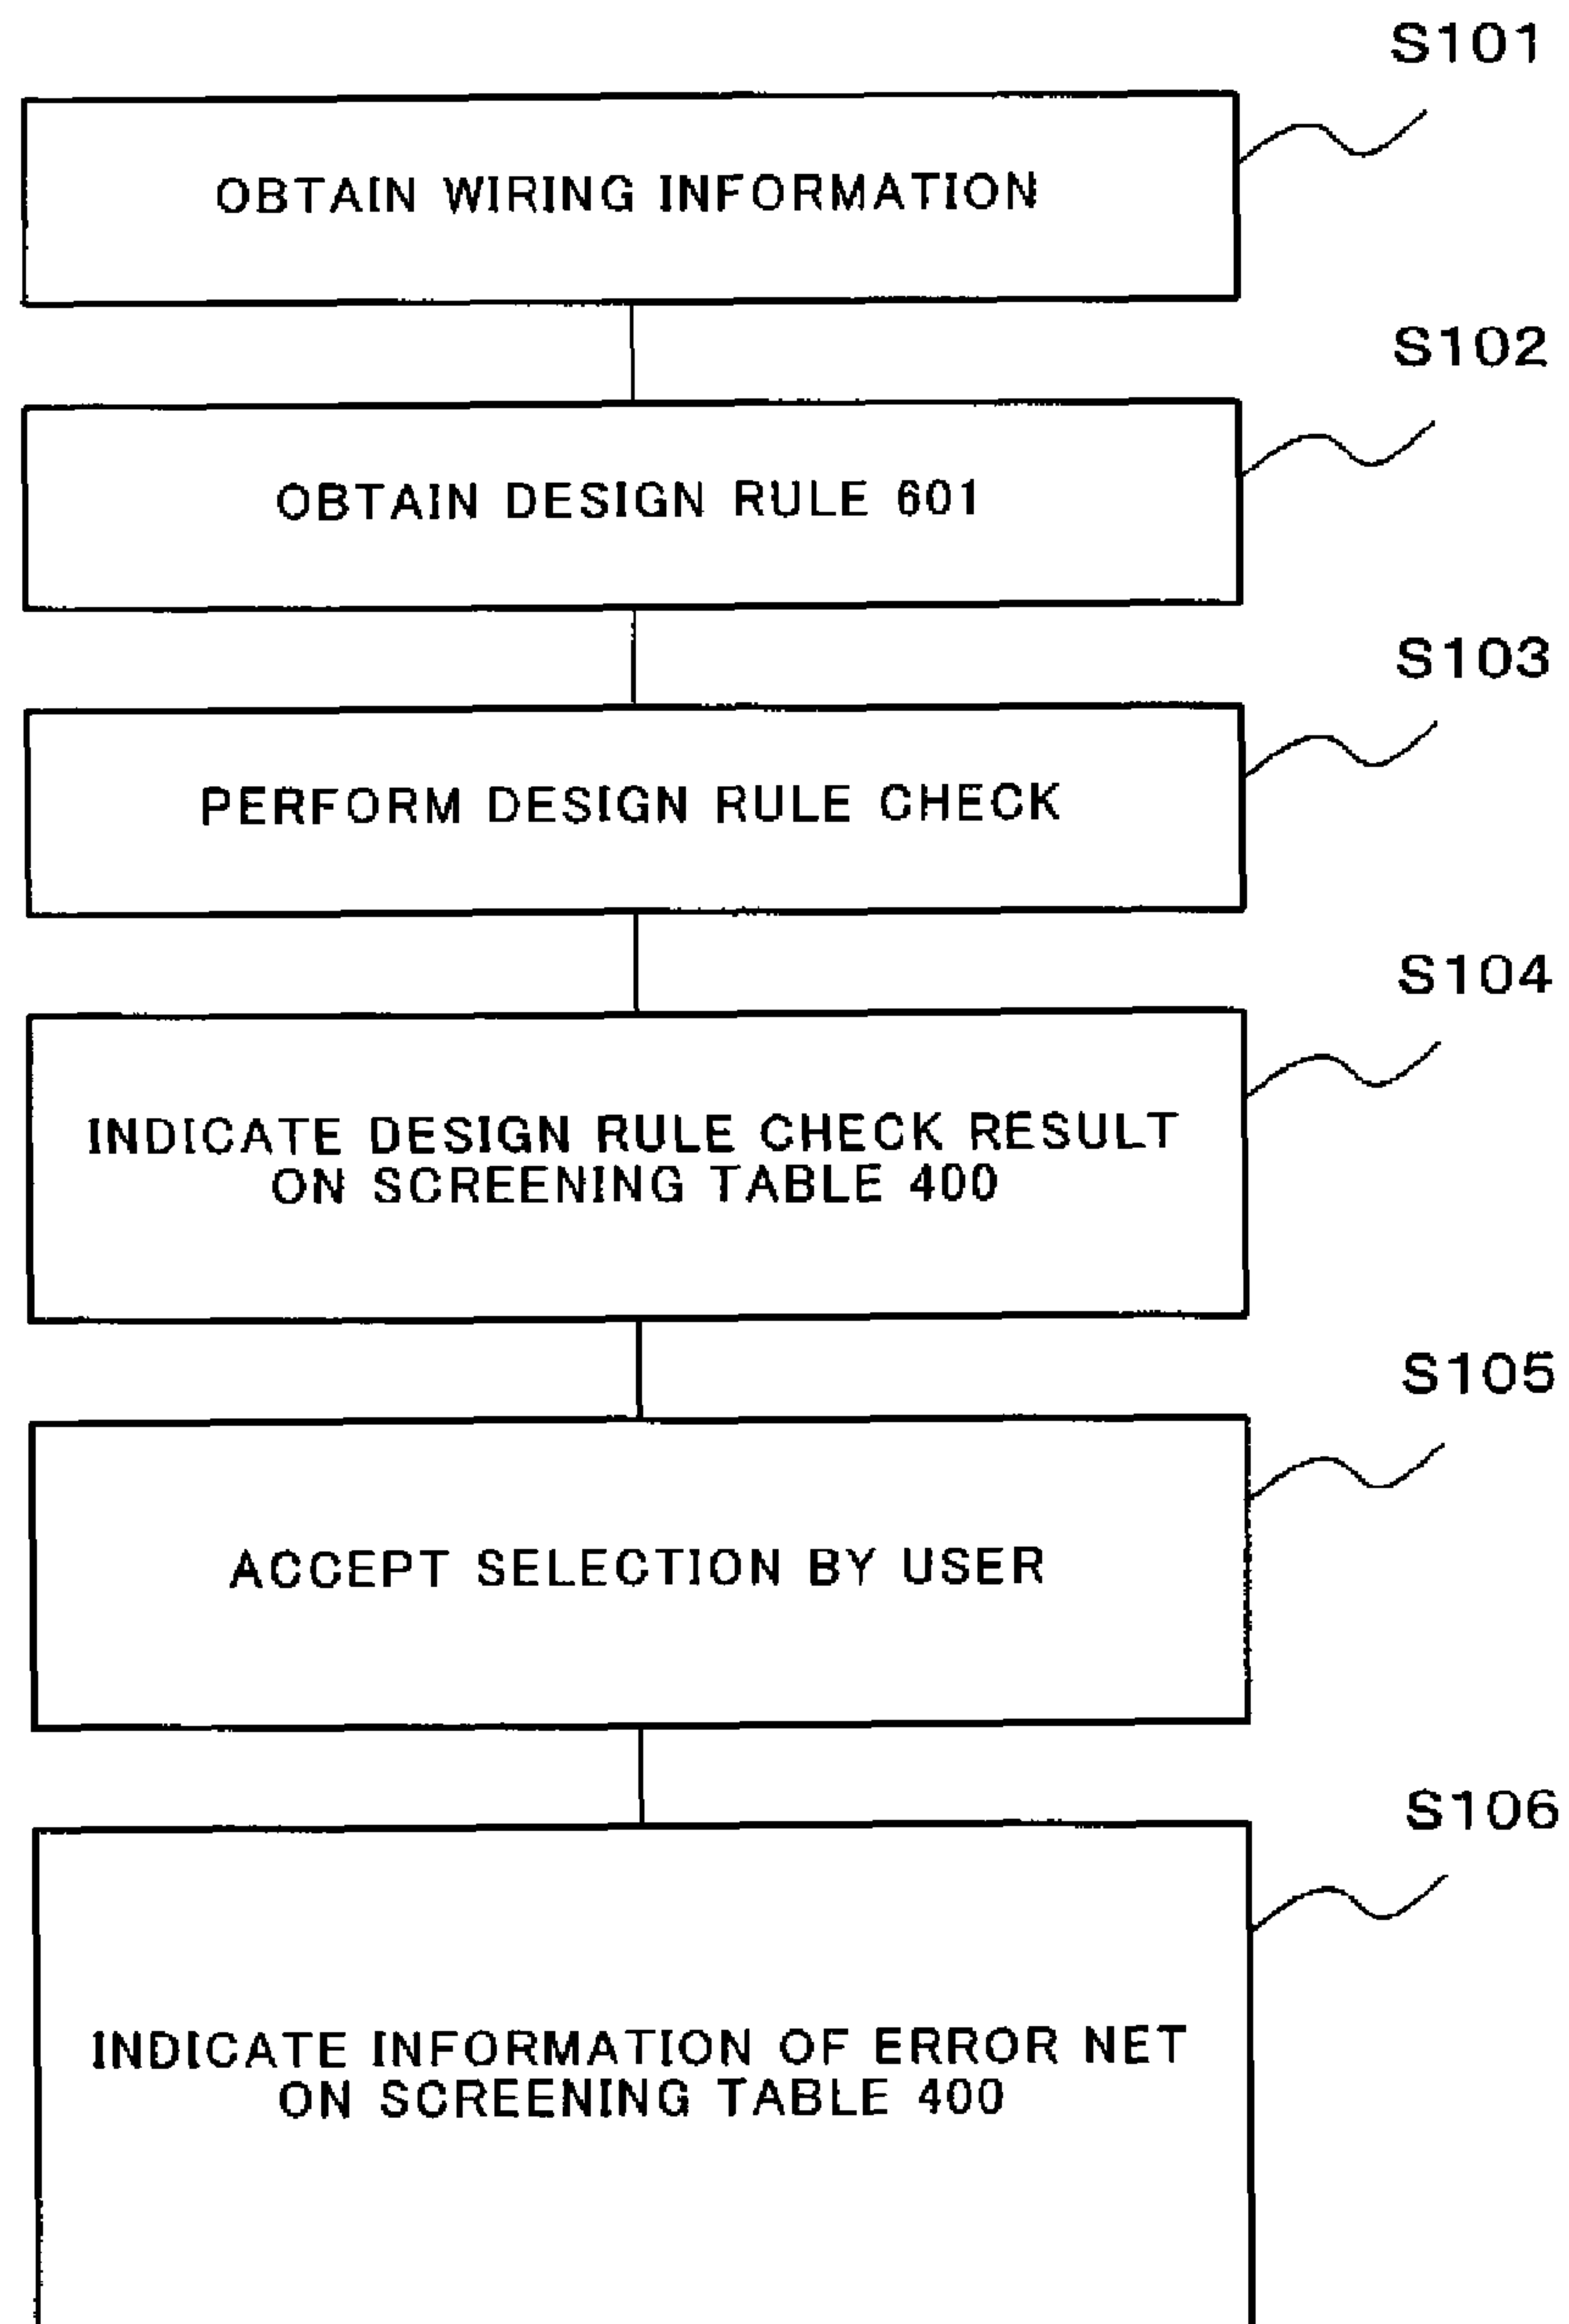 S101
OBTAIN WIRING INFORMATION
S102
OBTAIN DESIGN RULE 601
S103
PERFORM DESIGN RULE CHECK
S104
INDICATE DESIGN RULE CHECK RESULT
ON SCREENING TABLE 400
S105
ACCEPT SELECTION BY USER
S106
INDICATE INFORMATION OF ERROR NET
ON SCREENING TABLE 400